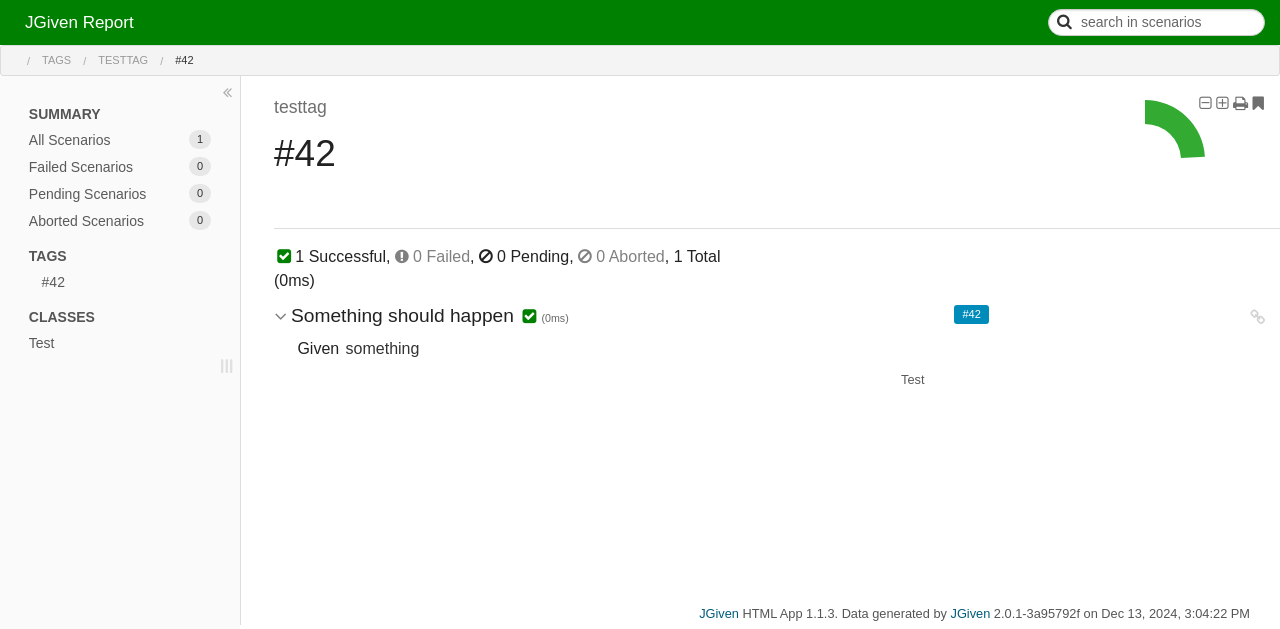 JGiven Report
search in scenarios
/ TAGS / TESTTAG / #42
SUMMARY
All Scenarios 1
Failed Scenarios 0
Pending Scenarios 0
Aborted Scenarios 0
TAGS
#42
CLASSES
Test
testtag
#42
1 Successful, 0 Failed, 0 Pending, 0 Aborted, 1 Total
(0ms)
Something should happen (0ms) #42
Given something
Test
JGiven HTML App 1.1.3. Data generated by JGiven 2.0.1-3a95792f on Dec 13, 2024, 3:04:22 PM